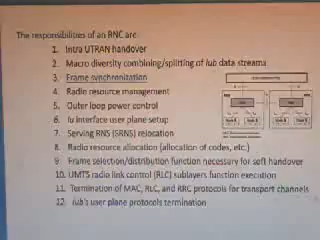 The responsibilities of an RNC are:
1. Intra UTRAN handover
2. Macro diversity combining/splitting of Iub data streams
3. Frame synchronization
4. Radio resource management
5. Outer loop power control
6. Iu interface user plane setup
7. Serving RNS (SRNS) relocation
8. Radio resource allocation (allocation of codes, etc.)
9. Frame selection/distribution function necessary for soft handover
10. UMTS radio link control (RLC) sublayers function execution
11. Termination of MAC, RLC, and RRC protocols for transport channels
12. Iub's user plane protocols termination